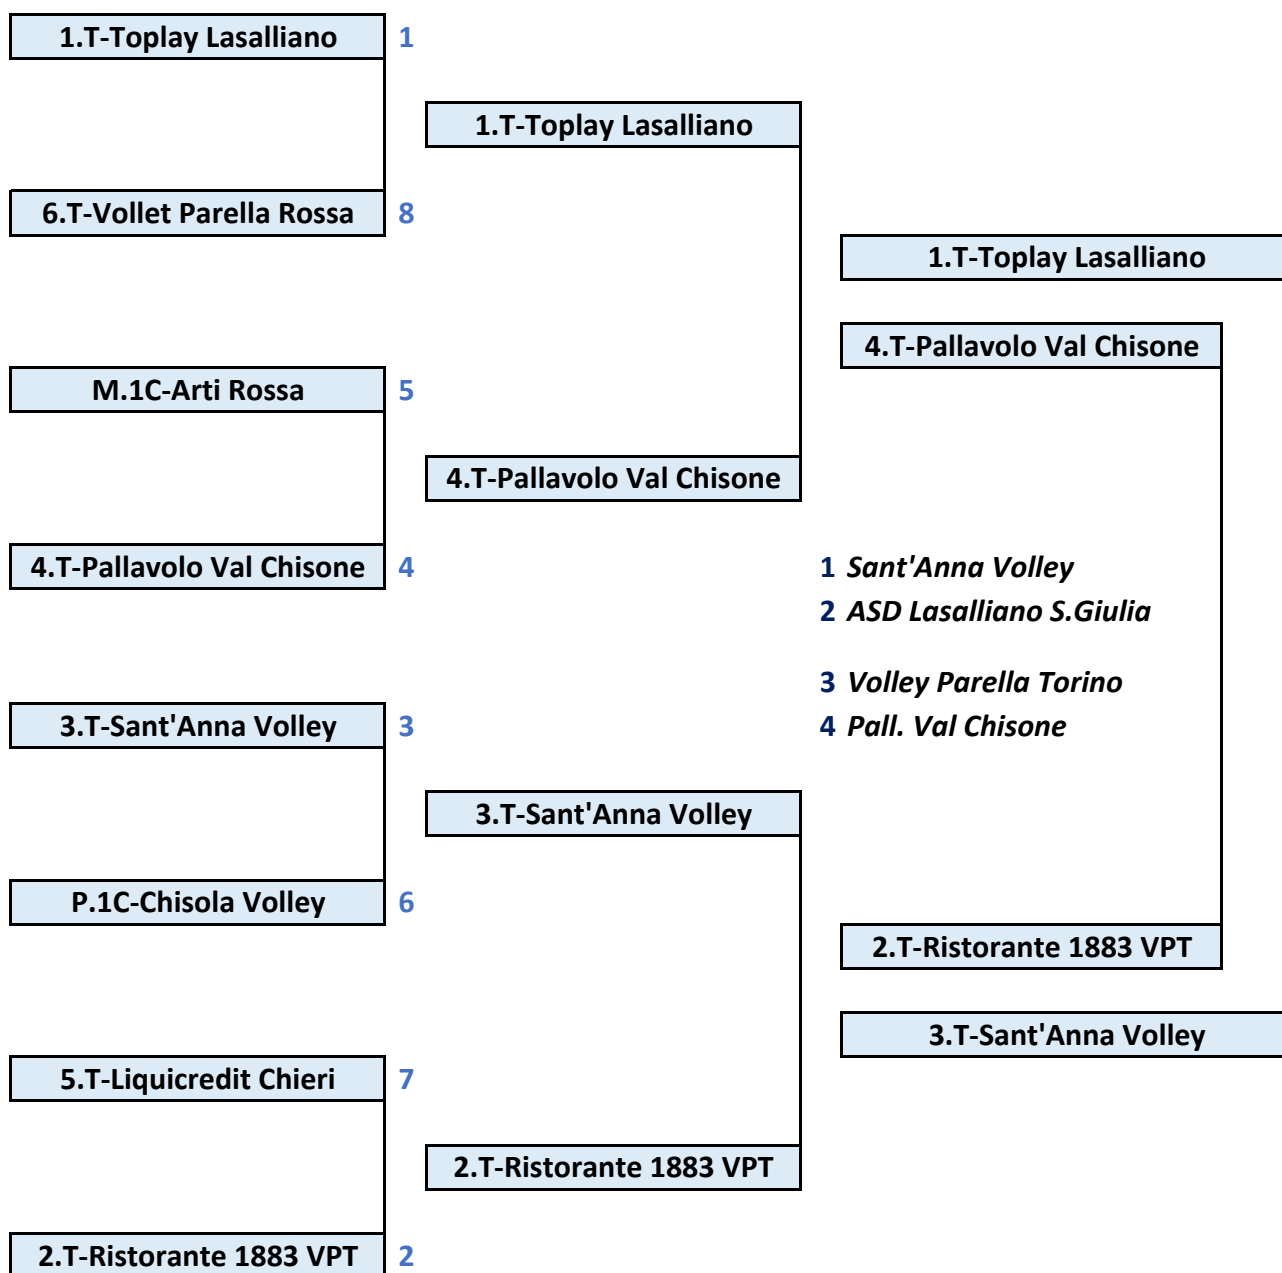 1.T-Toplay Lasalliano 1
6.T-Vollet Parella Rossa 8
M.1C-Arti Rossa 5
4.T-Pallavolo Val Chisone 4
3.T-Sant'Anna Volley 3
P.1C-Chisola Volley 6
5.T-Liquicredit Chieri 7
2.T-Ristorante 1883 VPT 2
1.T-Toplay Lasalliano
4.T-Pallavolo Val Chisone
3.T-Sant'Anna Volley
2.T-Ristorante 1883 VPT
1.T-Toplay Lasalliano
4.T-Pallavolo Val Chisone
1 Sant'Anna Volley
2 ASD Lasalliano S.Giulia
3 Volley Parella Torino
4 Pall. Val Chisone
2.T-Ristorante 1883 VPT
3.T-Sant'Anna Volley